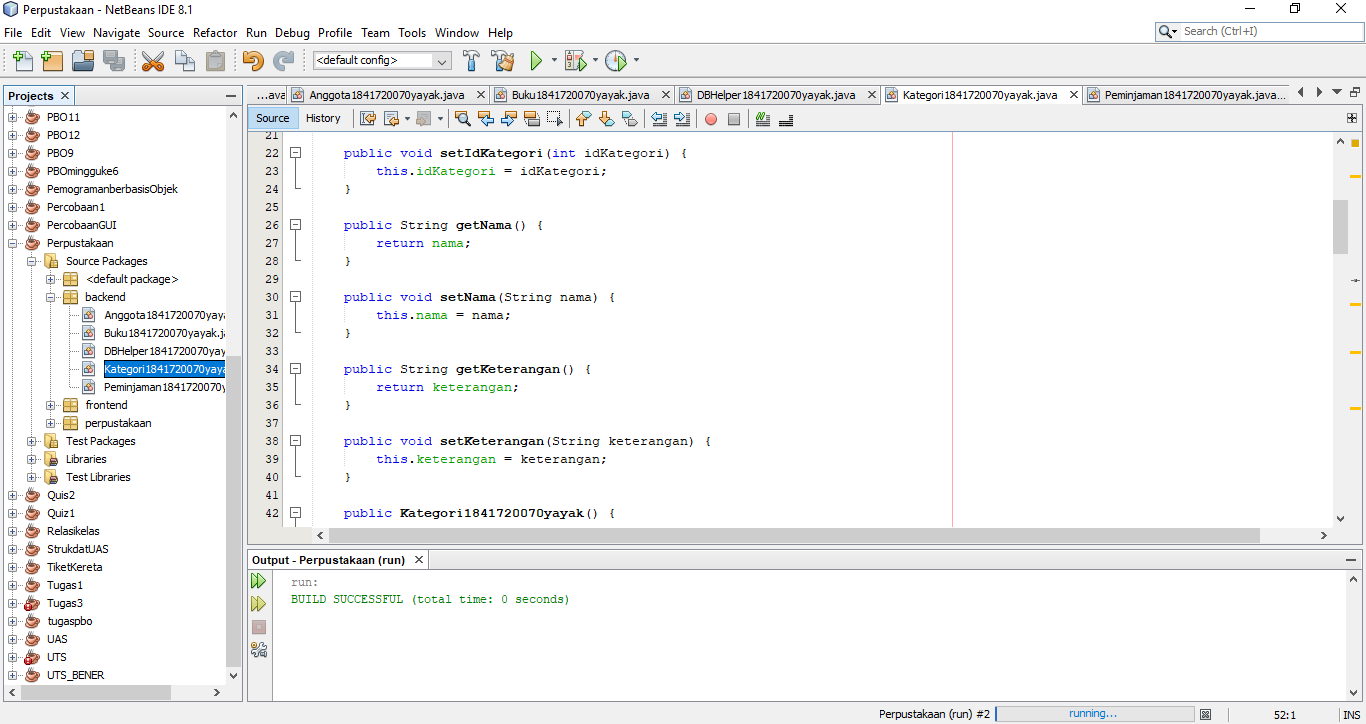 Perpustakaan - NetBeans IDE 8.1
File Edit View Navigate Source Refactor Run Debug Profile Team Tools Window Help
Search (Ctrl+I)
<default config>
Projects
PBO11
PBO12
PBO9
PBOmingguke6
PemogramanberbasisObjek
Percobaan1
PercobaanGUI
Perpustakaan
Source Packages
<default package>
backend
Anggota1841720070yaya
Buku1841720070yayak.ja
DBHelper1841720070yay
Kategori1841720070yaya
Peminjaman1841720070y
frontend
perpustakaan
Test Packages
Libraries
Test Libraries
Quis2
Quiz1
Relasikelas
StrukdatUAS
TiketKereta
Tugas1
Tugas3
tugaspbo
UAS
UTS
UTS_BENER
...ava Anggota1841720070yayak.java Buku1841720070yayak.java DBHelper1841720070yayak.java Kategori1841720070yayak.java Peminjaman1841720070yayak.java...
Source History
21
22 public void setIdKategori(int idKategori) {
23 this.idKategori = idKategori;
24 }
25
26 public String getNama() {
27 return nama;
28 }
29
30 public void setNama(String nama) {
31 this.nama = nama;
32 }
33
34 public String getKeterangan() {
35 return keterangan;
36 }
37
38 public void setKeterangan(String keterangan) {
39 this.keterangan = keterangan;
40 }
41
42 public Kategori1841720070yayak() {
Output - Perpustakaan (run)
run:
BUILD SUCCESSFUL (total time: 0 seconds)
Perpustakaan (run) #2 running... 52:1 INS